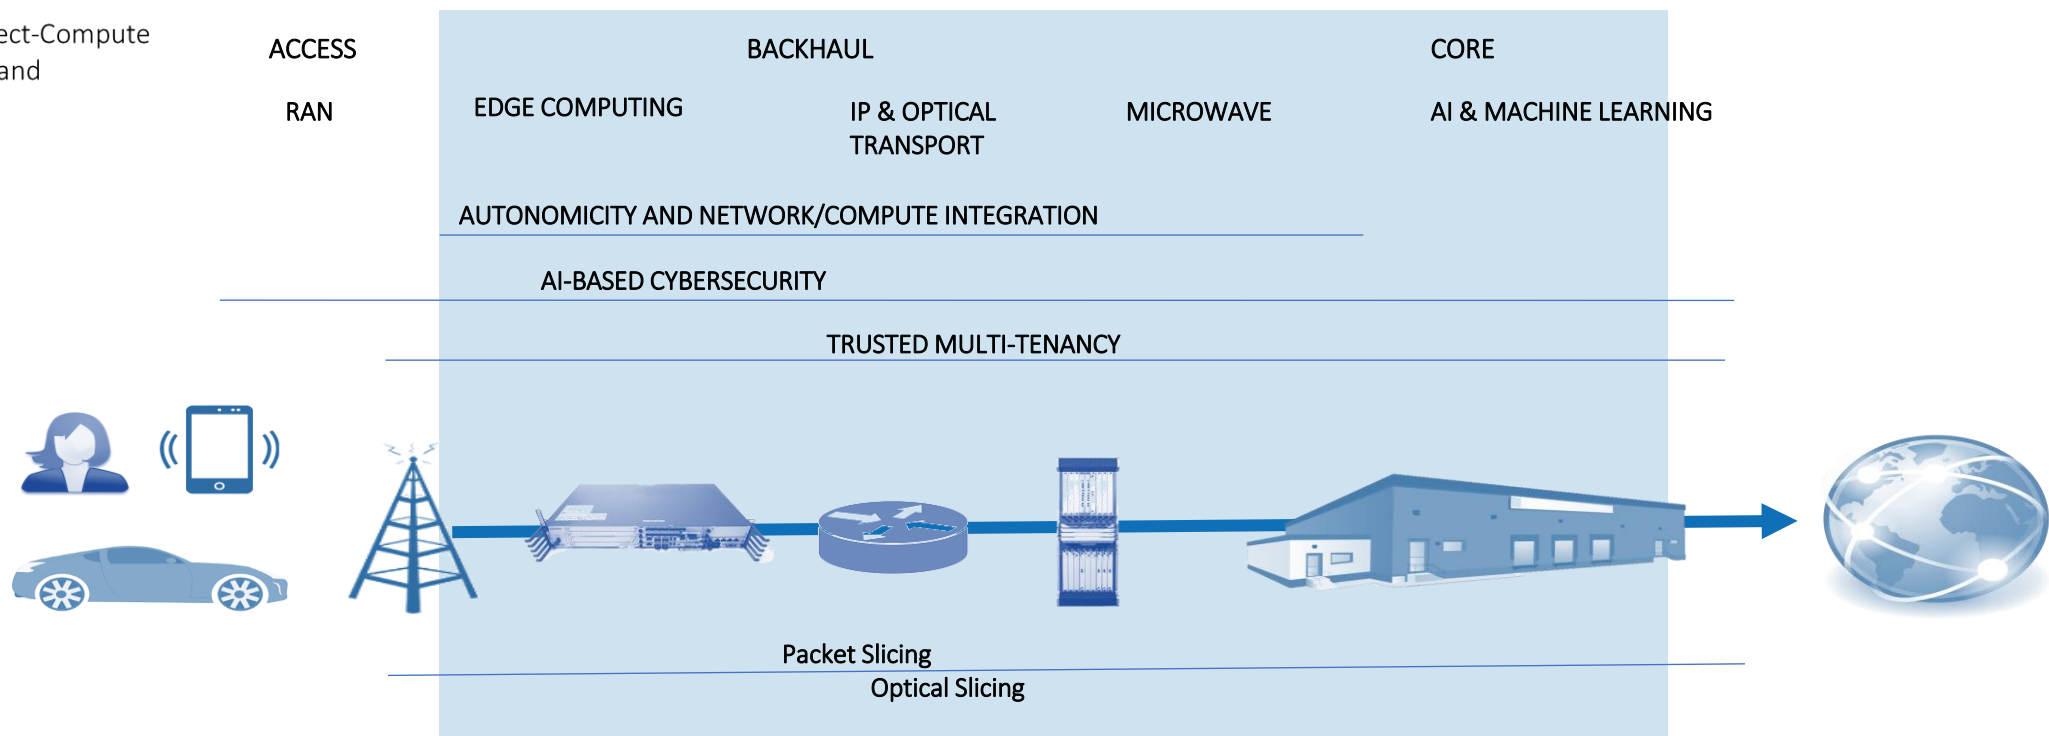 ect-Compute
and
ACCESS
BACKHAUL
CORE
RAN
EDGE COMPUTING
IP & OPTICAL
TRANSPORT
MICROWAVE
AI & MACHINE LEARNING
AUTONOMICITY AND NETWORK/COMPUTE INTEGRATION
AI-BASED CYBERSECURITY
TRUSTED MULTI-TENANCY
Packet Slicing
Optical Slicing